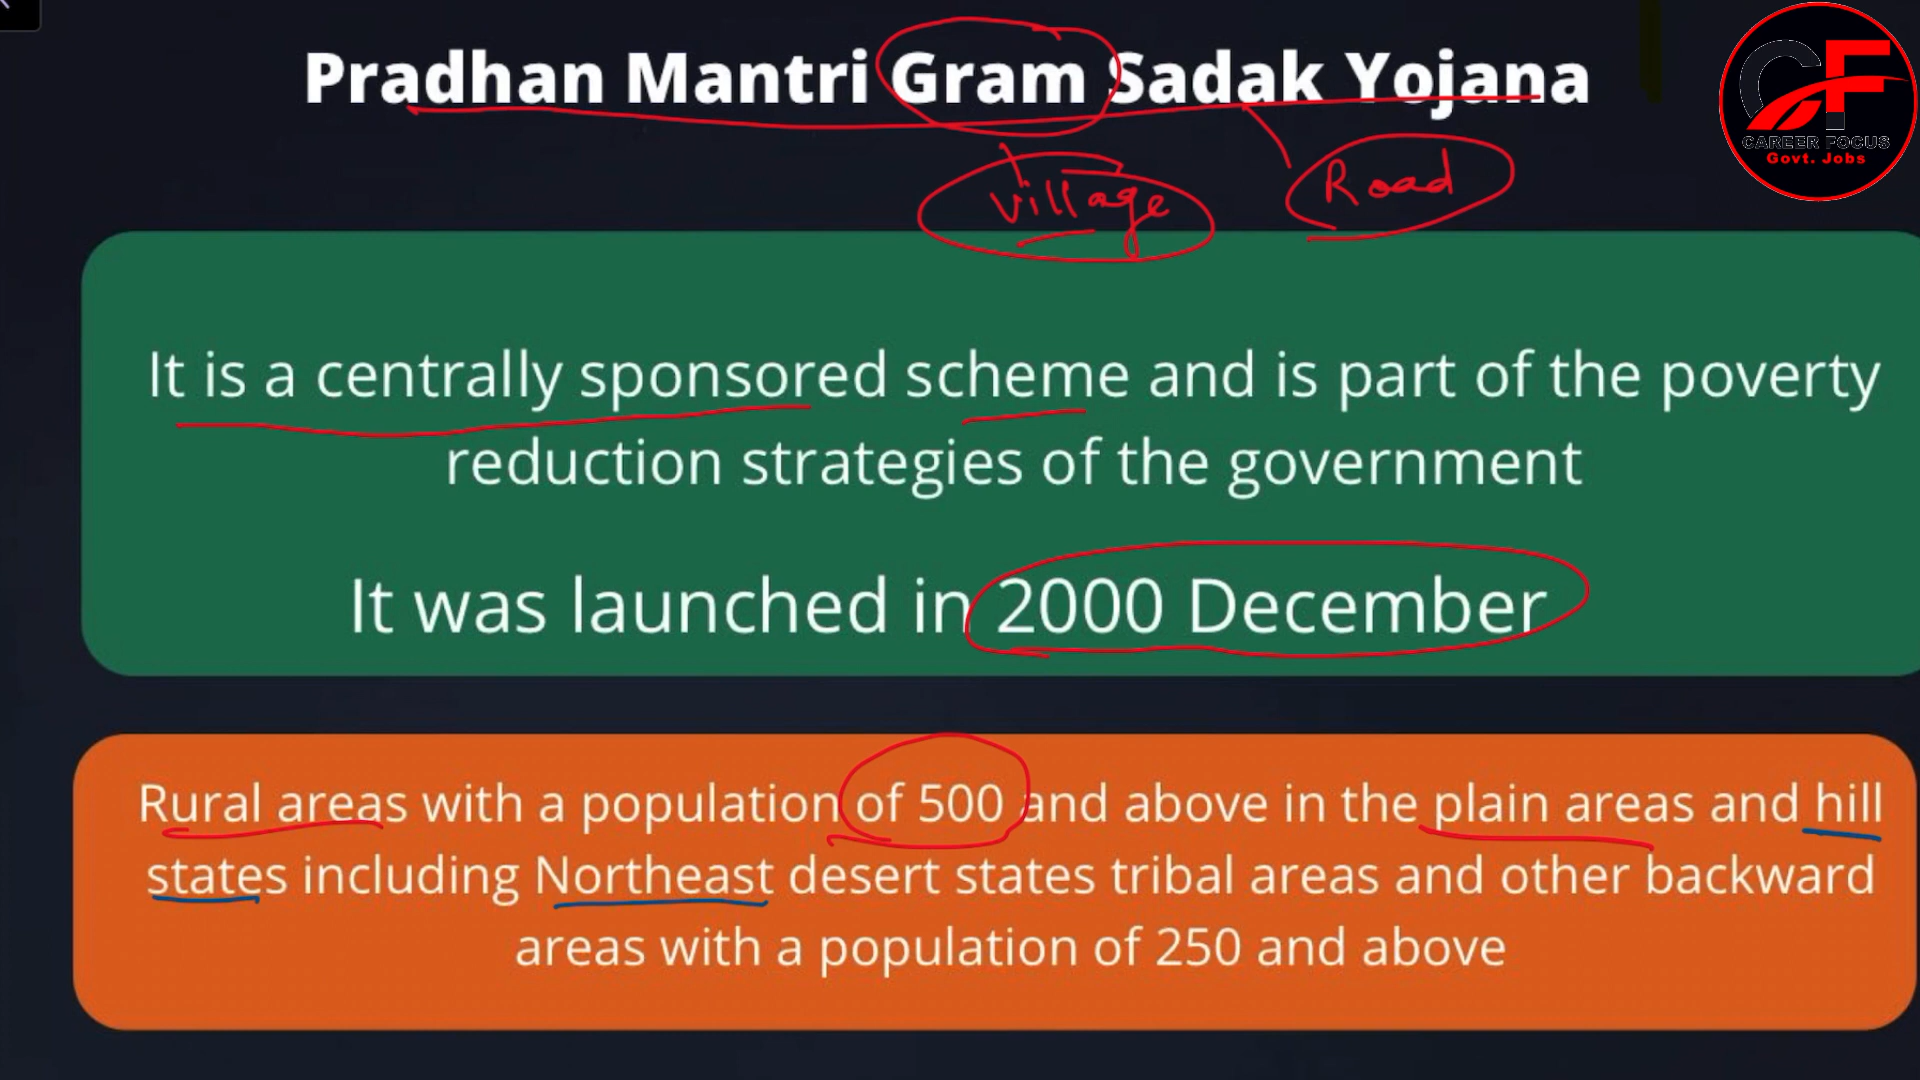 Pradhan Mantri Gram Sadak Yojana
CF
CAREER FOCUS
Govt. Jobs
Village
Road
It is a centrally sponsored scheme and is part of the poverty
reduction strategies of the government
It was launched in 2000 December
Rural areas with a population of 500 and above in the plain areas and hill
states including Northeast desert states tribal areas and other backward
areas with a population of 250 and above